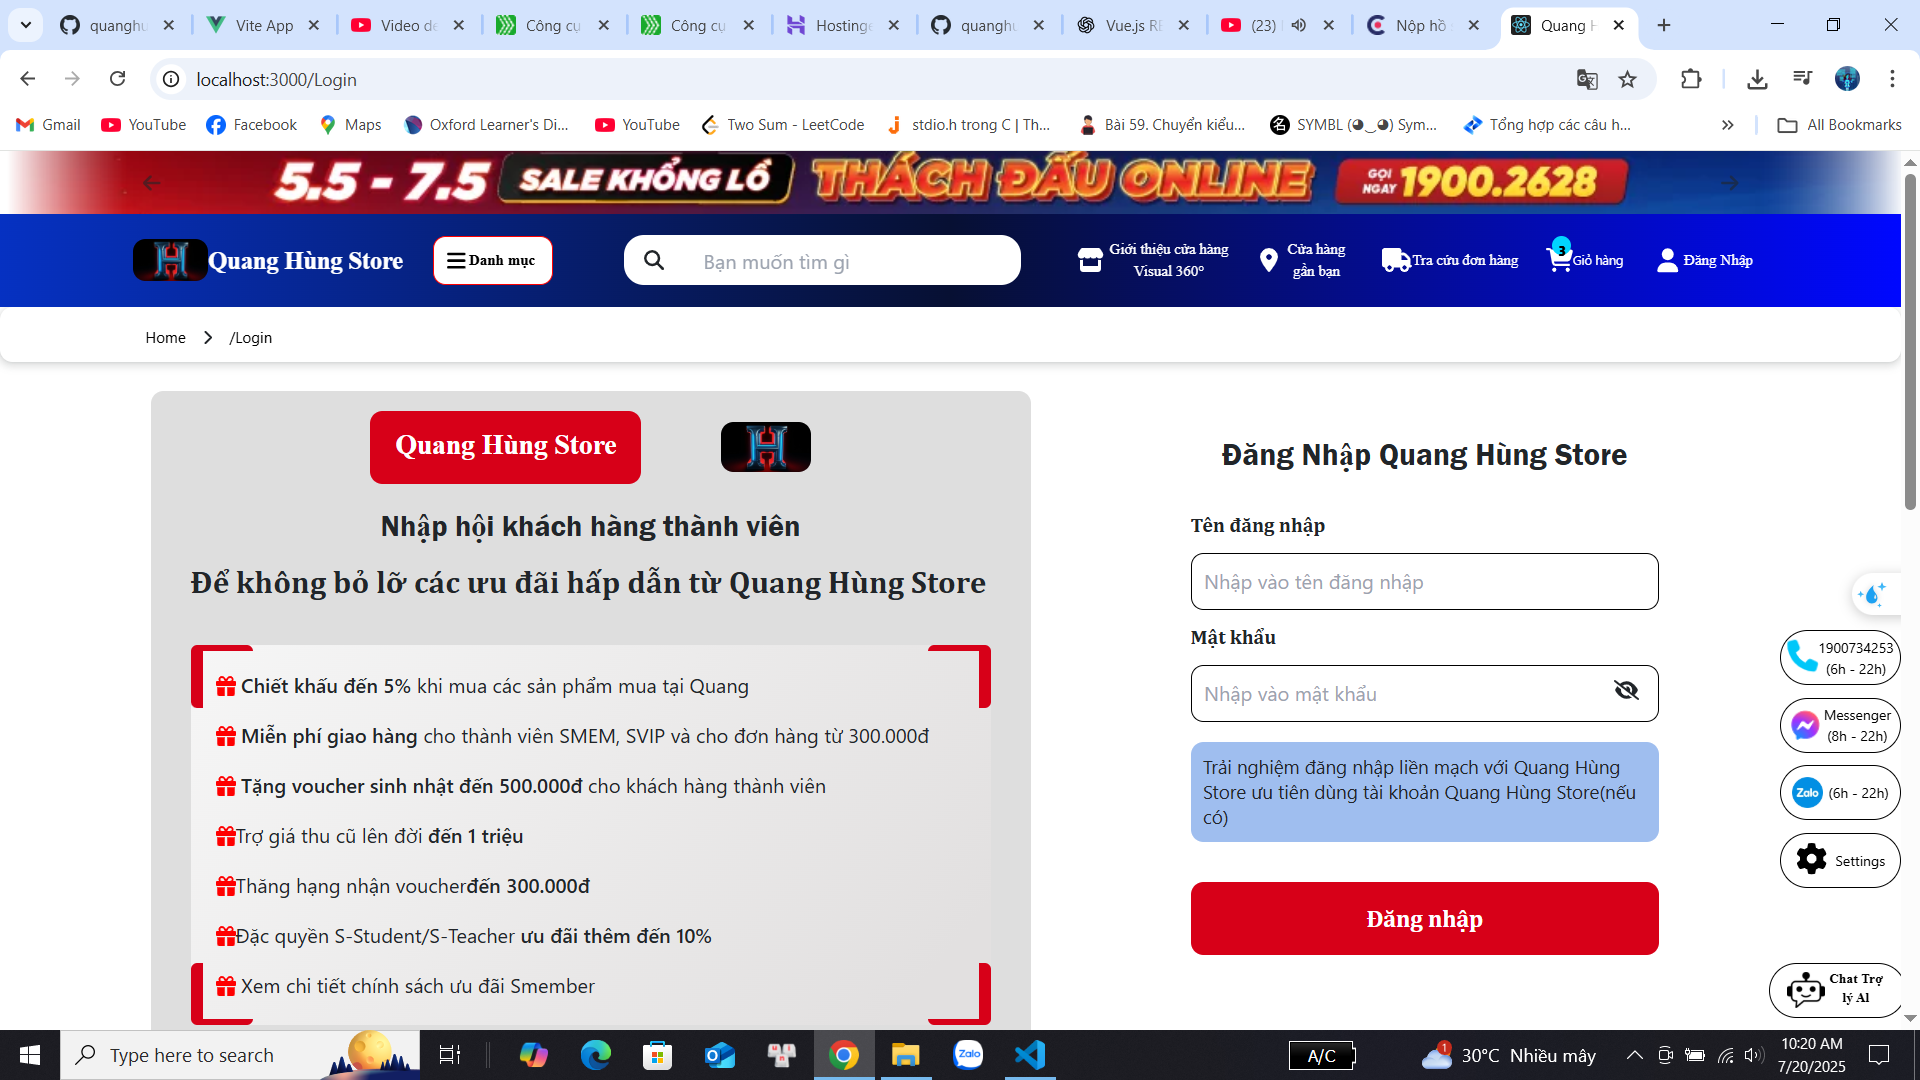 quanghu
Vite App
Video de
Công cụ
Công cụ
Hostinge
quanghu
Vue.js RE
(23)
Nộp hồ s
Quang H
localhost:3000/Login
Gmail
YouTube
Facebook
Maps
Oxford Learner's Di...
YouTube
Two Sum - LeetCode
stdio.h trong C | Th...
Bài 59. Chuyển kiểu...
SYMBL (◕‿◕) Sym...
Tổng hợp các câu h...
All Bookmarks
5.5 - 7.5
SALE KHỔNG LỒ
THÁCH ĐẤU ONLINE
GỌI NGAY 1900.2628
Quang Hùng Store
Danh mục
Bạn muốn tìm gì
Giới thiệu cửa hàng
Visual 360°
Cửa hàng
gần bạn
Tra cứu đơn hàng
3
Giỏ hàng
Đăng Nhập
Home
/Login
Quang Hùng Store
H
Nhập hội khách hàng thành viên
Để không bỏ lỡ các ưu đãi hấp dẫn từ Quang Hùng Store
Chiết khấu đến 5% khi mua các sản phẩm mua tại Quang
Miễn phí giao hàng cho thành viên SMEM, SVIP và cho đơn hàng từ 300.000đ
Tặng voucher sinh nhật đến 500.000đ cho khách hàng thành viên
Trợ giá thu cũ lên đời đến 1 triệu
Thăng hạng nhận voucherđến 300.000đ
Đặc quyền S-Student/S-Teacher ưu đãi thêm đến 10%
Xem chi tiết chính sách ưu đãi Smember
Đăng Nhập Quang Hùng Store
Tên đăng nhập
Nhập vào tên đăng nhập
Mật khẩu
Nhập vào mật khẩu
Trải nghiệm đăng nhập liền mạch với Quang Hùng
Store ưu tiên dùng tài khoản Quang Hùng Store(nếu
có)
Đăng nhập
1900734253
(6h - 22h)
Messenger
(8h - 22h)
Zalo
(6h - 22h)
Settings
Chat Trợ
lý AI
Type here to search
Zalo
A/C
1
30°C Nhiều mây
10:20 AM
7/20/2025